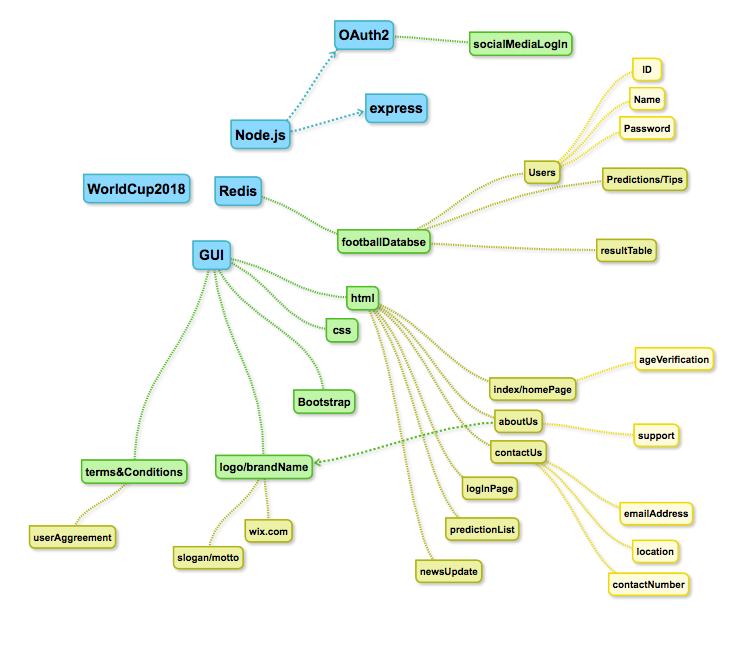 OAuth2
socialMediaLogIn
ID
Name
express
Password
Node.js
Users
Predictions/Tips
WorldCup2018
Redis
footballDatabse
resultTable
GUI
html
css
ageVerification
index/homePage
Bootstrap
aboutUs
support
contactUs
terms&Conditions
logo/brandName
logInPage
emailAddress
predictionList
wix.com
userAggreement
location
slogan/motto
newsUpdate
contactNumber